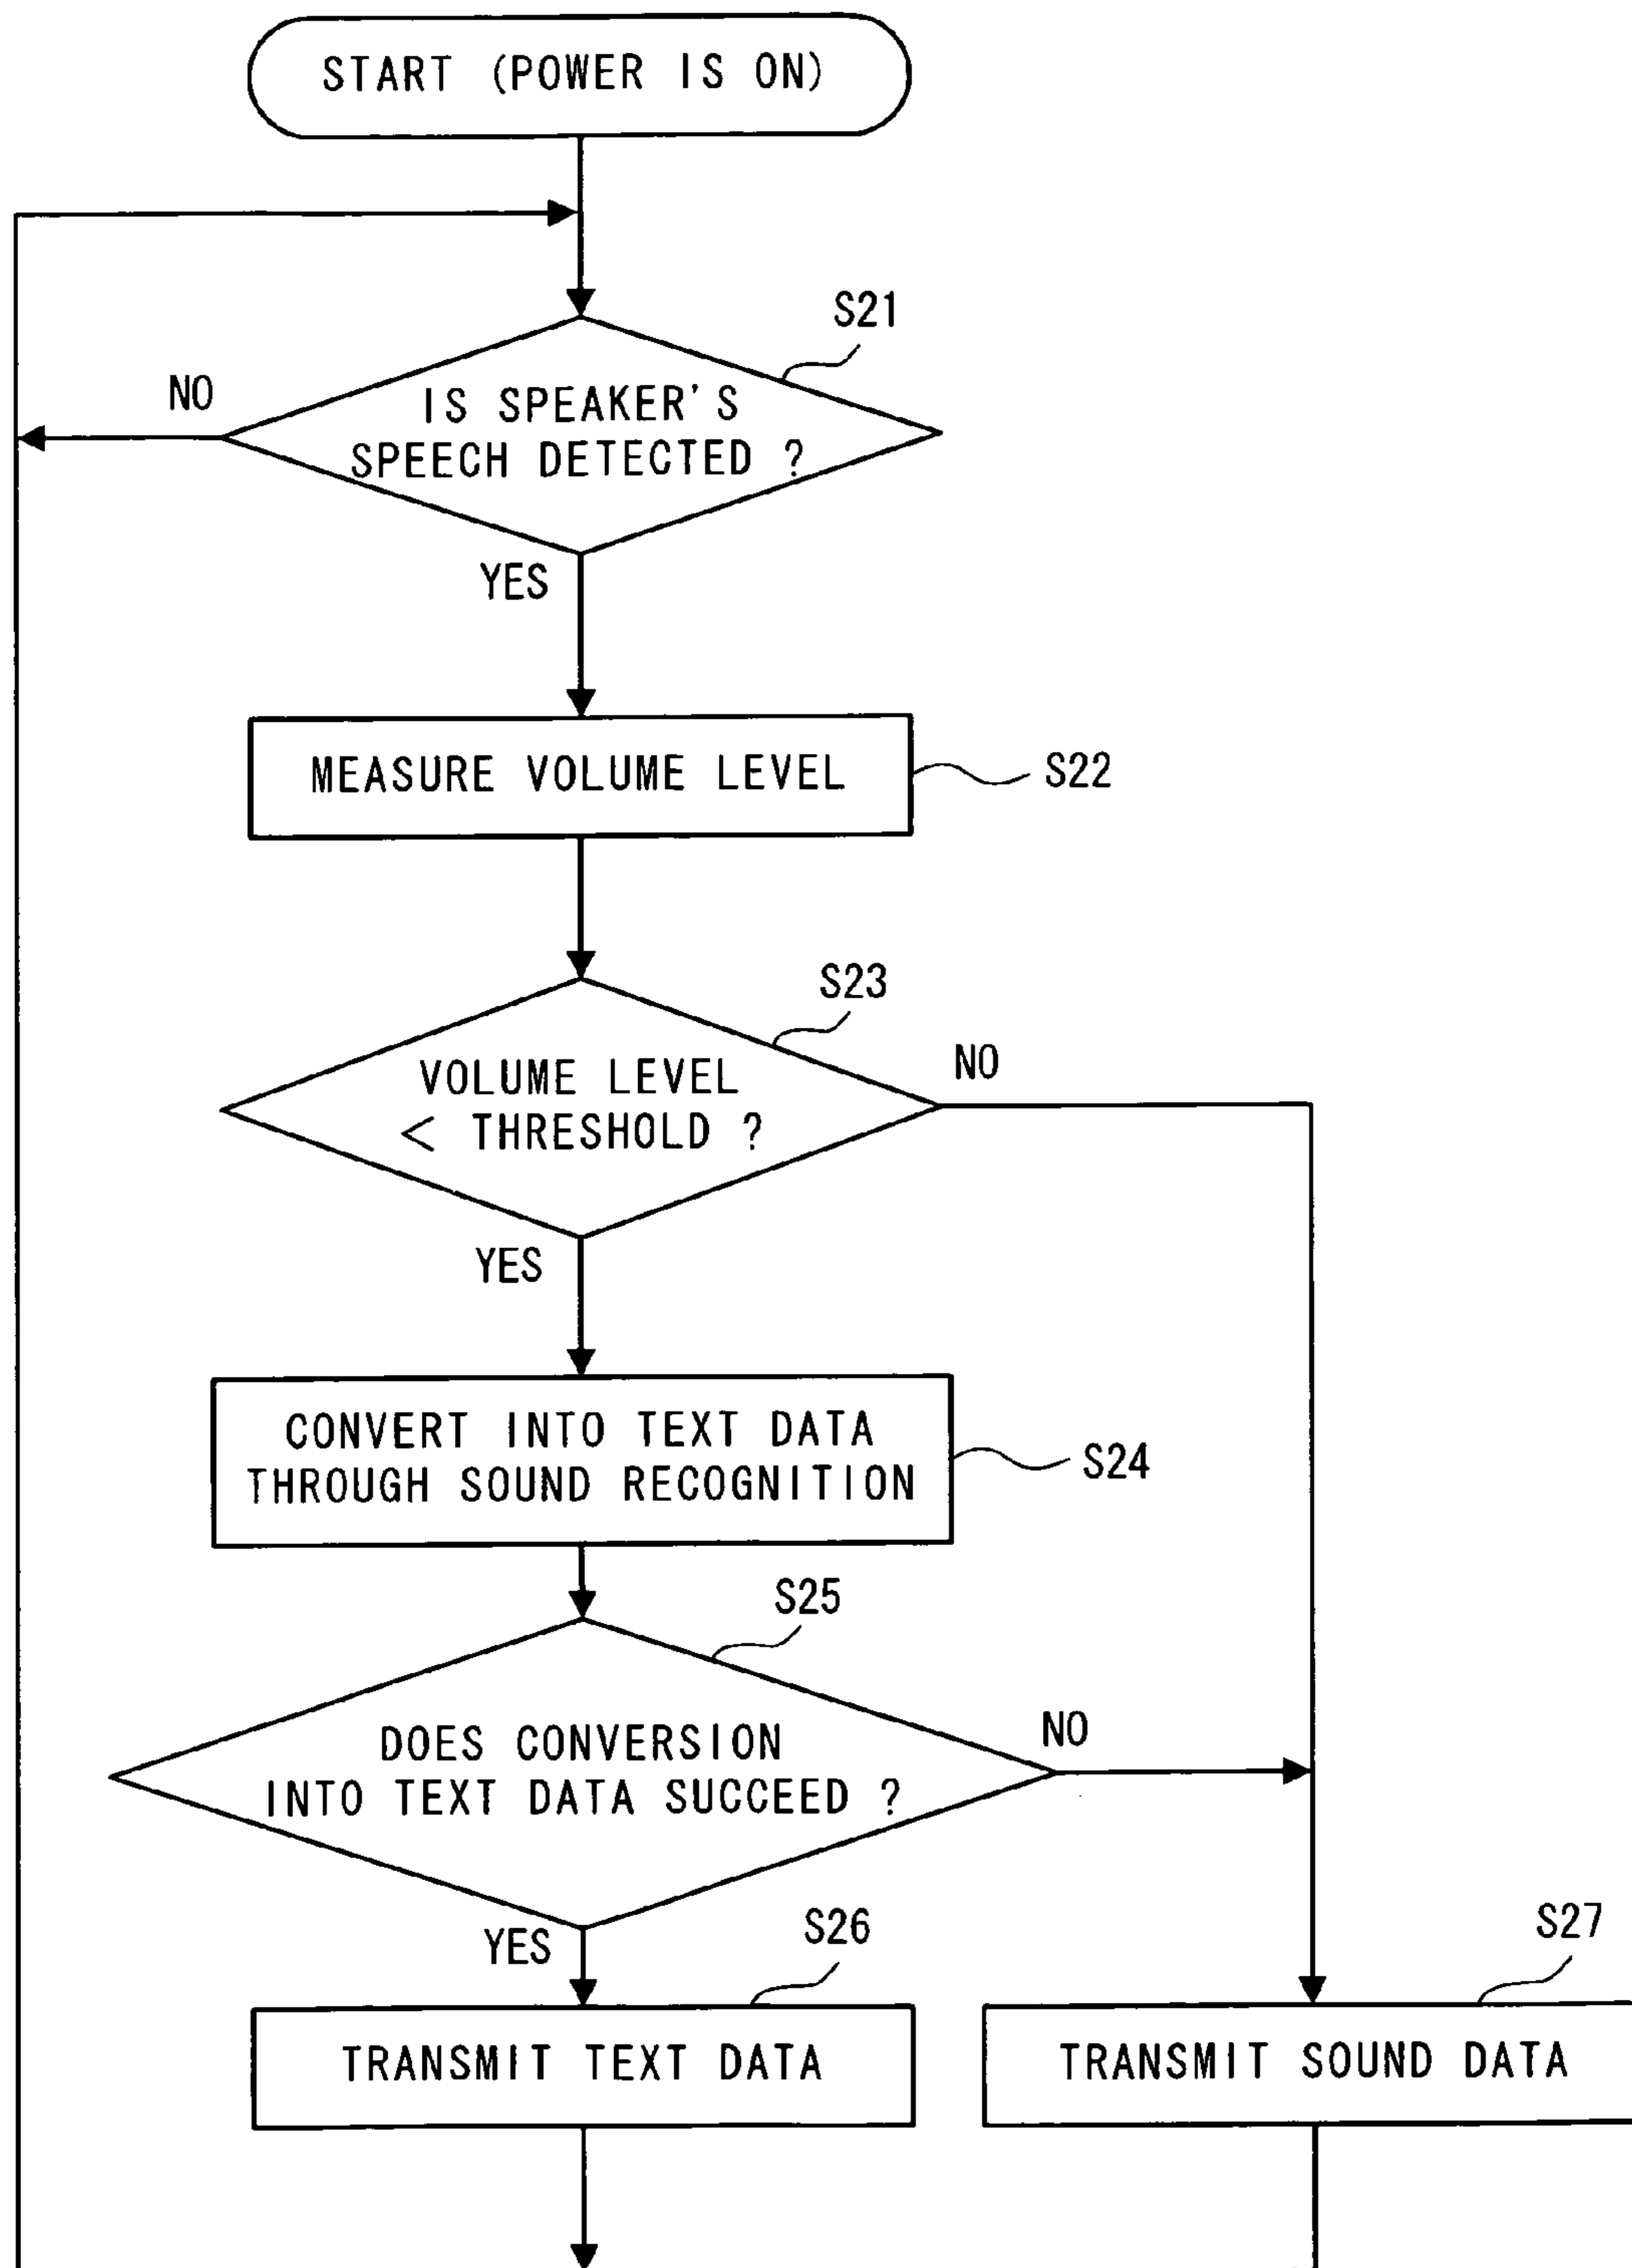 START (POWER IS ON)
S21
NO
IS SPEAKER'S
SPEECH DETECTED ?
YES
MEASURE VOLUME LEVEL
S22
S23
VOLUME LEVEL
< THRESHOLD ?
NO
YES
CONVERT INTO TEXT DATA
THROUGH SOUND RECOGNITION
S24
S25
DOES CONVERSION
INTO TEXT DATA SUCCEED ?
NO
YES
S26
S27
TRANSMIT TEXT DATA
TRANSMIT SOUND DATA